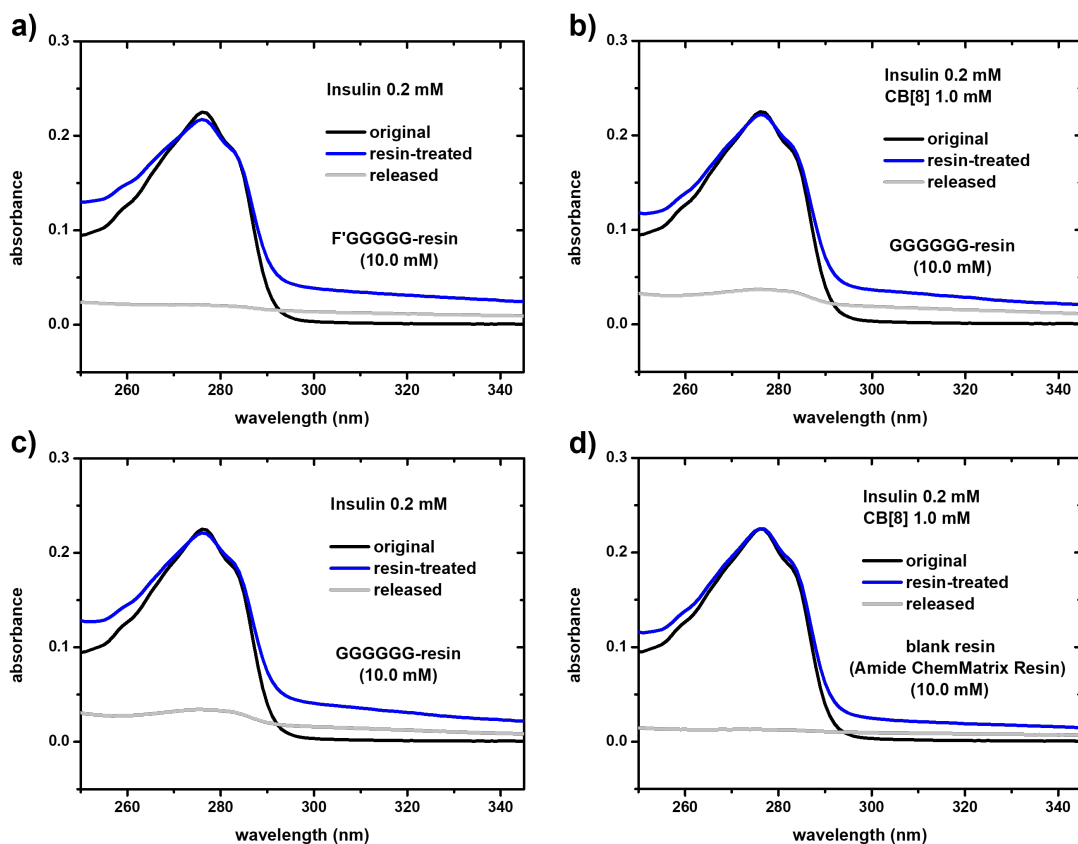 a)
0.3
0.2
0.1
0.0
absorbance
260
280
300
320
340
wavelength (nm)
Insulin 0.2 mM
original
resin-treated
released
F'GGGGG-resin
(10.0 mM)
b)
0.3
0.2
0.1
0.0
absorbance
260
280
300
320
340
wavelength (nm)
Insulin 0.2 mM
CB[8] 1.0 mM
original
resin-treated
released
GGGGGG-resin
(10.0 mM)
c)
0.3
0.2
0.1
0.0
absorbance
260
280
300
320
340
wavelength (nm)
Insulin 0.2 mM
original
resin-treated
released
GGGGGG-resin
(10.0 mM)
d)
0.3
0.2
0.1
0.0
absorbance
260
280
300
320
340
wavelength (nm)
Insulin 0.2 mM
CB[8] 1.0 mM
original
resin-treated
released
blank resin
(Amide ChemMatrix Resin)
(10.0 mM)